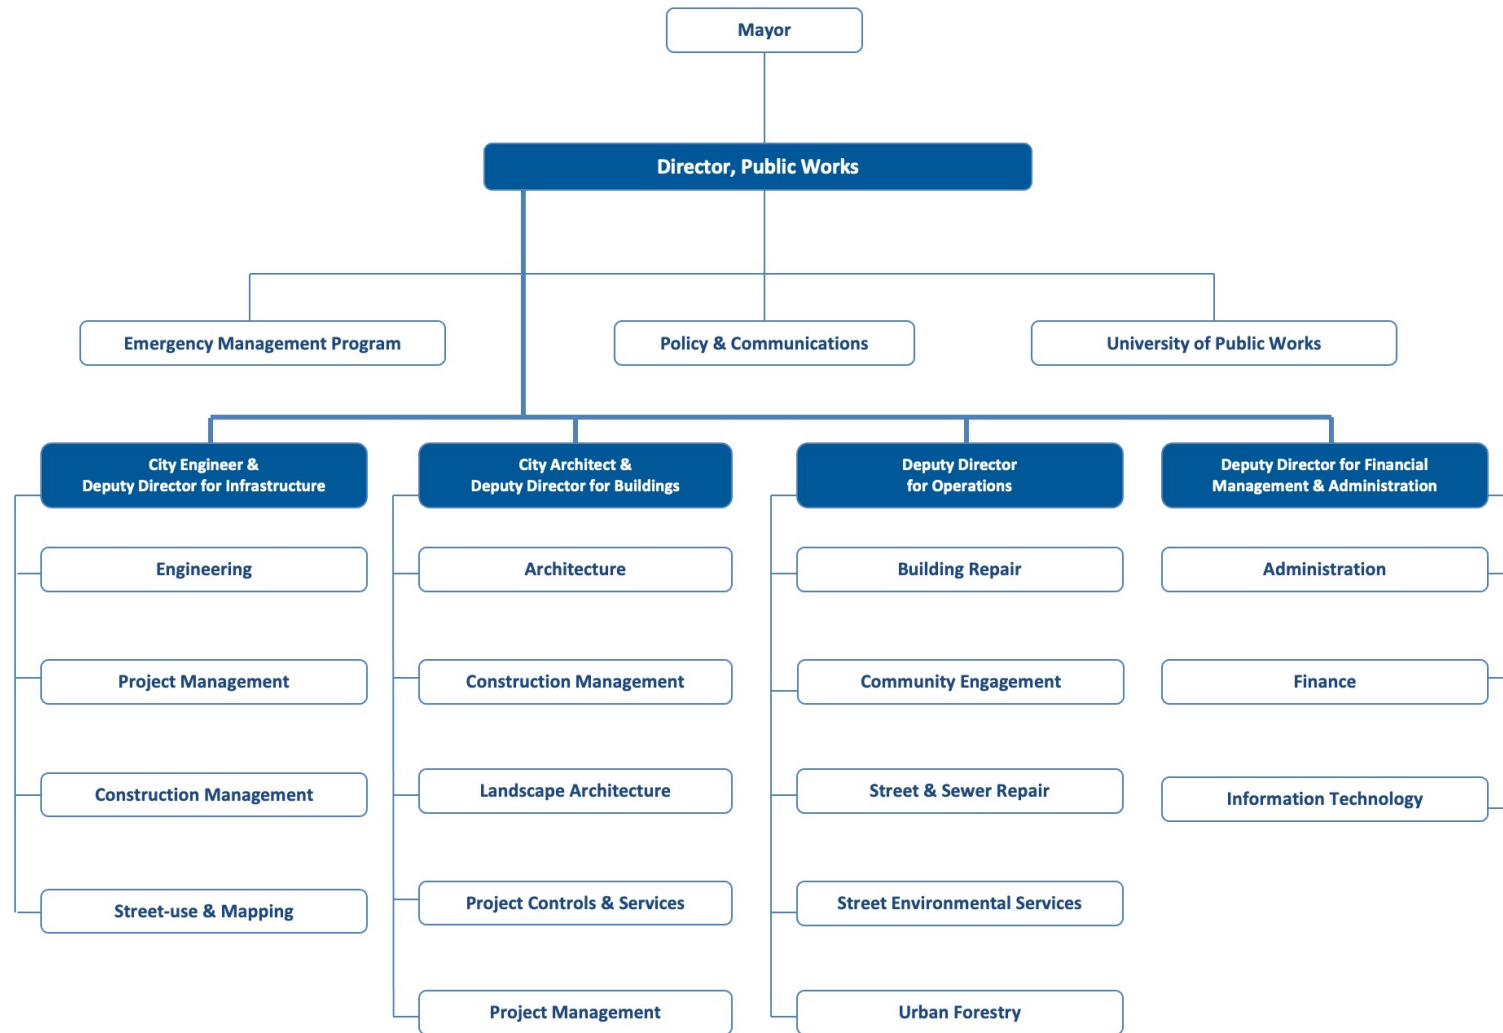 Mayor
Director, Public Works
Emergency Management Program
Policy & Communications
University of Public Works
City Engineer &
Deputy Director for Infrastructure
City Architect &
Deputy Director for Buildings
Deputy Director
for Operations
Deputy Director for Financial
Management & Administration
Engineering
Architecture
Building Repair
Administration
Project Management
Construction Management
Community Engagement
Finance
Construction Management
Landscape Architecture
Street & Sewer Repair
Information Technology
Street-use & Mapping
Project Controls & Services
Street Environmental Services
Project Management
Urban Forestry